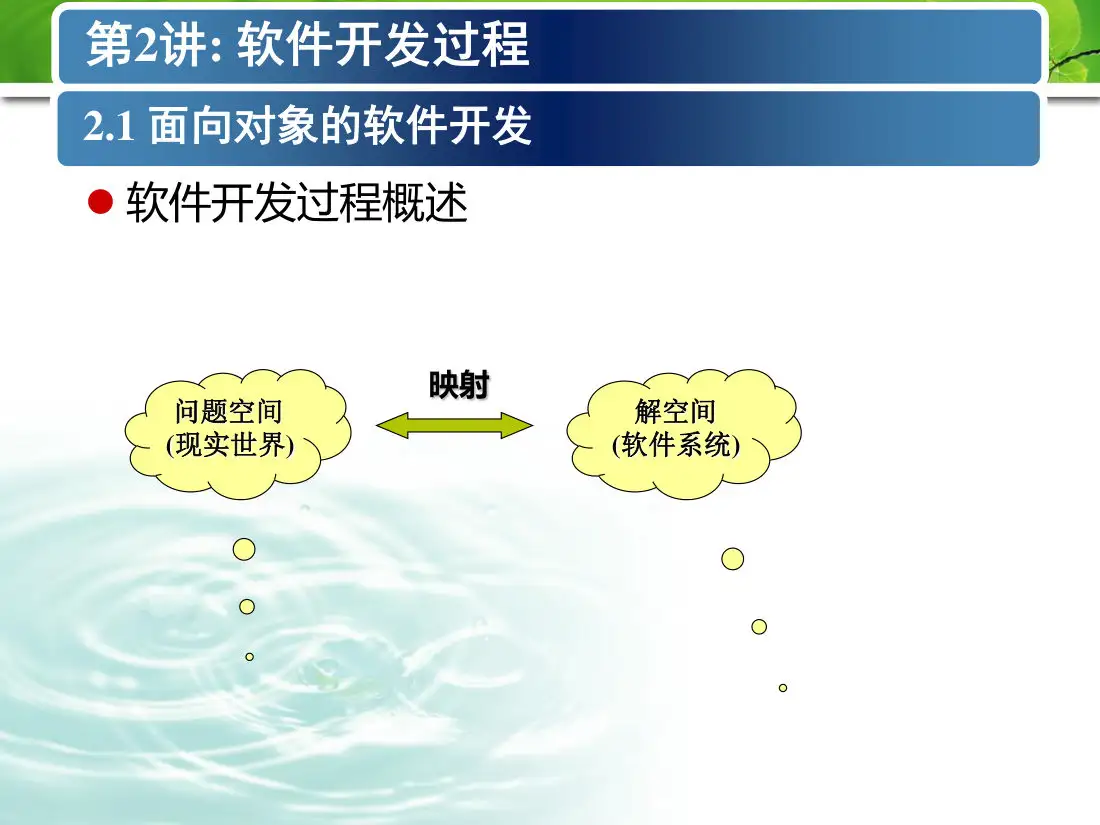 第2讲: 软件开发过程
2.1 面向对象的软件开发
软件开发过程概述
映射
问题空间
(现实世界)
解空间
(软件系统)